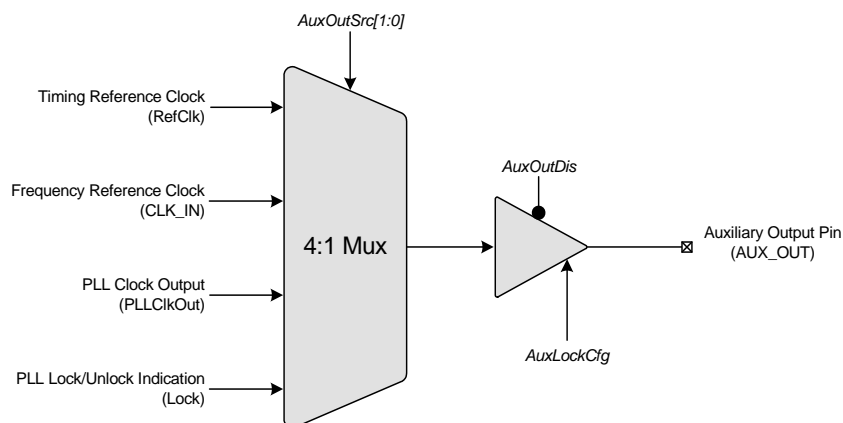 AuxOutSrc[1:0]
Timing Reference Clock
(RefClk)
Frequency Reference Clock
(CLK_IN)
PLL Clock Output
(PLLClkOut)
PLL Lock/Unlock Indication
(Lock)
4:1 Mux
AuxOutDis
AuxLockCfg
Auxiliary Output Pin
(AUX_OUT)